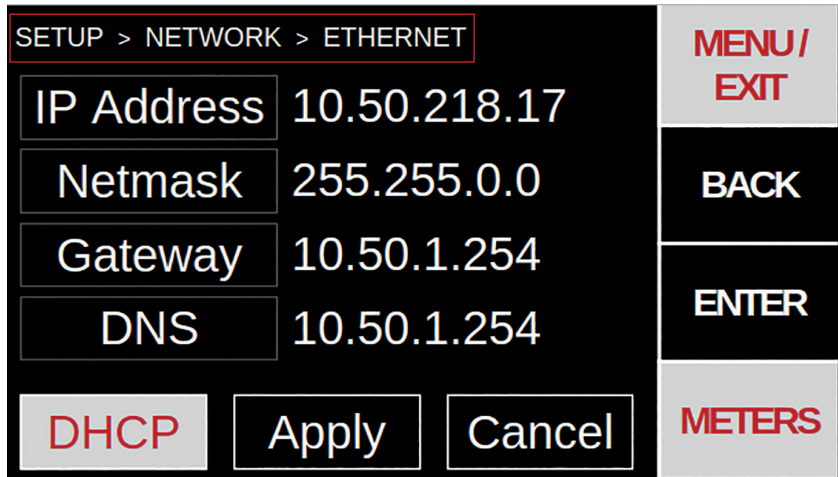 SETUP > NETWORK > ETHERNET
MENU / EXIT
IP Address 10.50.218.17
Netmask 255.255.0.0
BACK
Gateway 10.50.1.254
ENTER
DNS 10.50.1.254
DHCP Apply Cancel
METERS